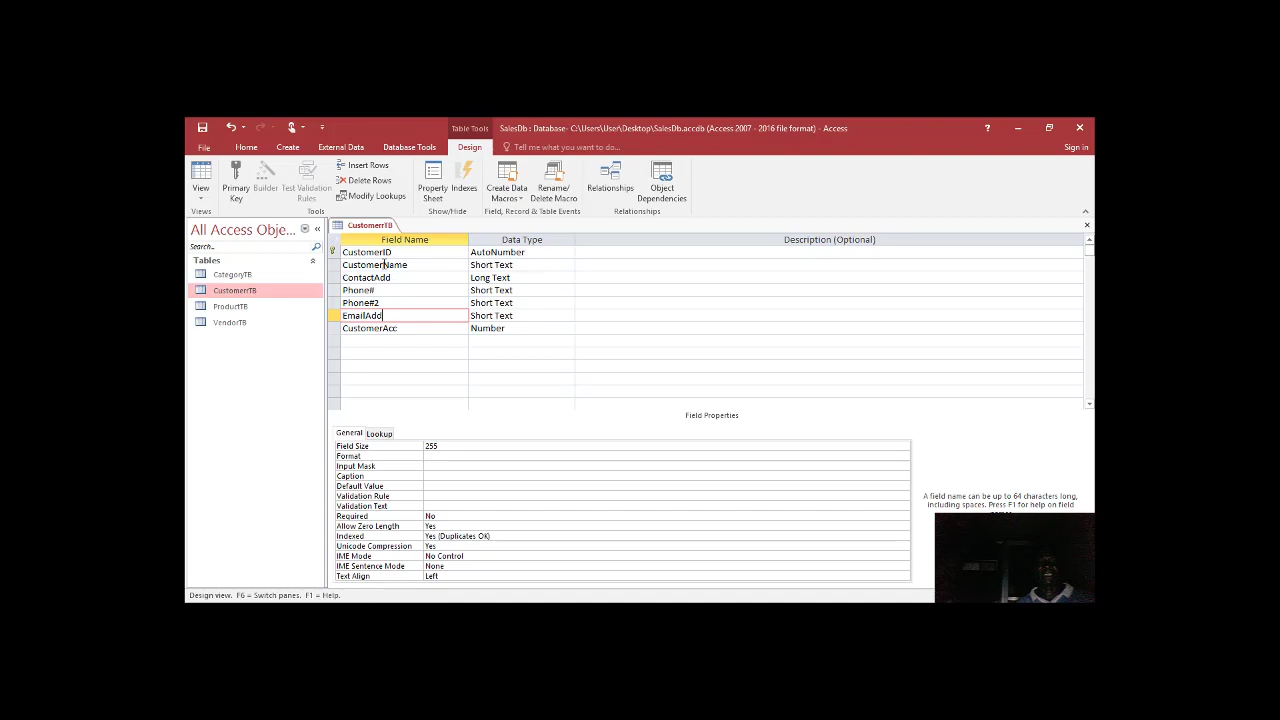 SalesDb : Database- C:\Users\User\Desktop\SalesDb.accdb (Access 2007 - 2016 file format) - Access
Table Tools
?
File
Home
Create
External Data
Database Tools
Design
Tell me what you want to do...
Sign in
View
Primary Key
Builder
Test Validation Rules
Insert Rows
Delete Rows
Modify Lookups
Property Sheet
Indexes
Create Data Macros
Rename/ Delete Macro
Relationships
Object Dependencies
Views
Tools
Show/Hide
Field, Record & Table Events
Relationships
All Access Obje...
Search...
Tables
CategoryTB
CustomerrTB
ProductTB
VendorTB
CustomerrTB
Field Name Data Type Description (Optional)
CustomerID AutoNumber
CustomerName Short Text
ContactAdd Long Text
Phone# Short Text
Phone#2 Short Text
EmailAdd Short Text
CustomerAcc Number
Field Properties
General Lookup
Field Size 255
Format
Input Mask
Caption
Default Value
Validation Rule
Validation Text
Required No
Allow Zero Length Yes
Indexed Yes (Duplicates OK)
Unicode Compression Yes
IME Mode No Control
IME Sentence Mode None
Text Align Left
A field name can be up to 64 characters long,
including spaces. Press F1 for help on field
Design view. F6 = Switch panes. F1 = Help.